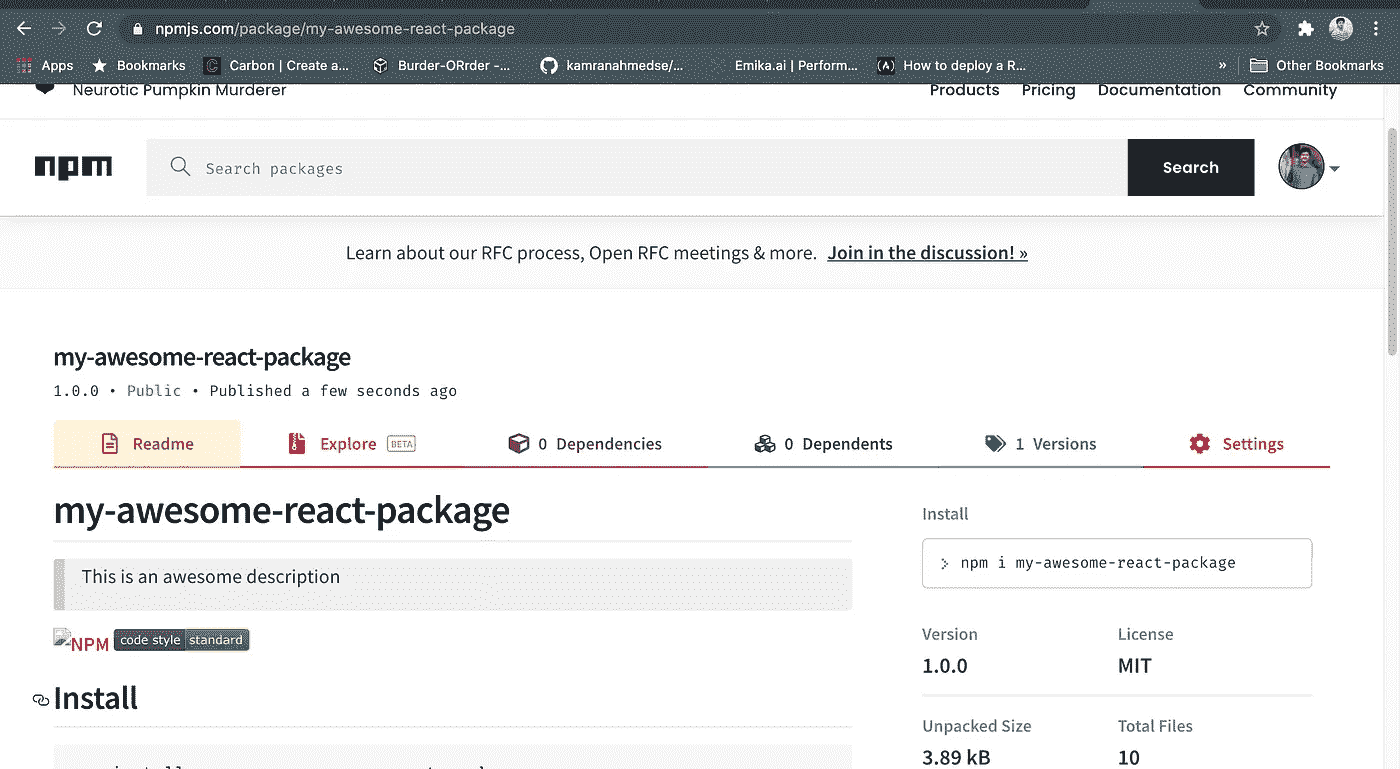 npmjs.com/package/my-awesome-react-package
Apps Bookmarks Carbon | Create a... Burder-ORrder -... kamranahmedse/... Emika.ai | Perform... How to deploy a R... » Other Bookmarks
Neurotic Pumpkin Murderer Products Pricing Documentation Community
npm Search packages Search
Learn about our RFC process, Open RFC meetings & more. Join in the discussion! »
my-awesome-react-package
1.0.0 • Public • Published a few seconds ago
Readme Explore BETA 0 Dependencies 0 Dependents 1 Versions Settings
my-awesome-react-package
This is an awesome description
NPM code style standard
Install
Install
> npm i my-awesome-react-package
Version License
1.0.0 MIT
Unpacked Size Total Files
3.89 kB 10